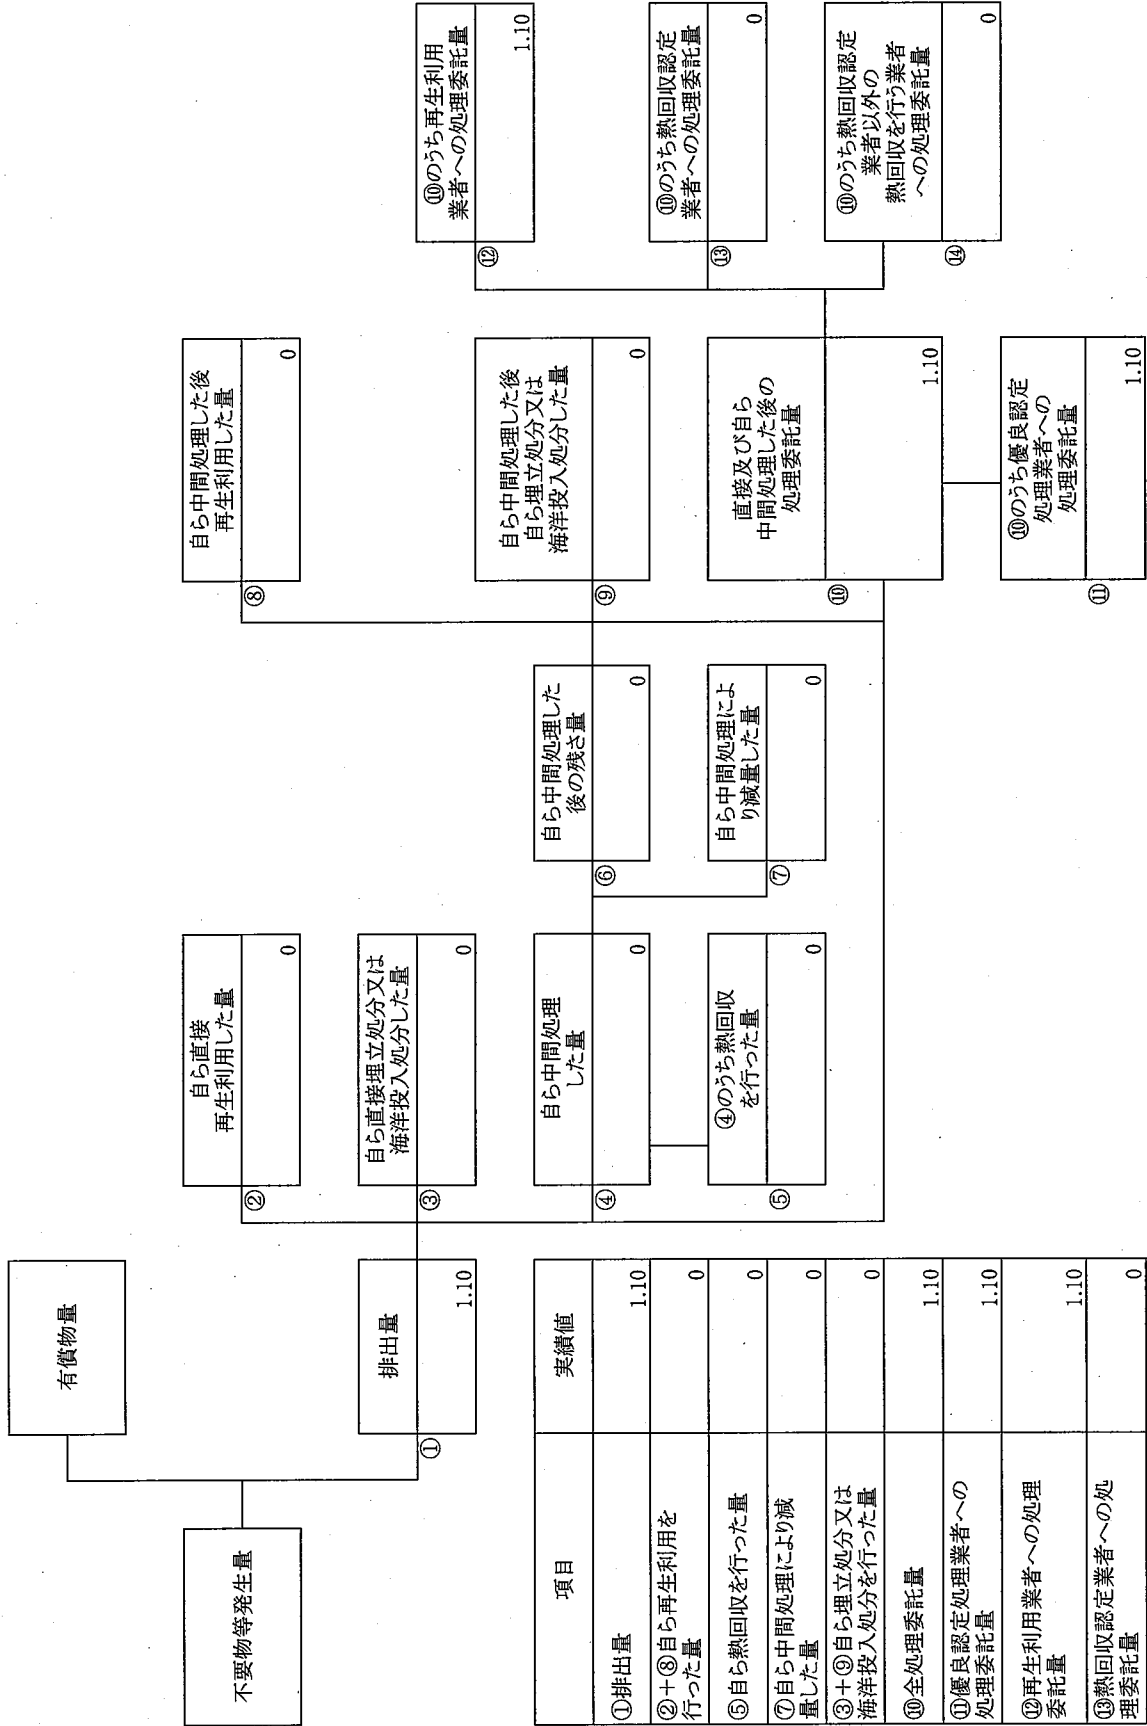 不要物等発生量
有償物量
①
排出量
1.10
②
自ら直接
再生利用した量
0
③
自ら直接埋立処分又は
海洋投入処分した量
0
④
自ら中間処理
した量
0
⑤
④のうち熱回収
を行った量
0
⑥
自ら中間処理した
後の残さ量
0
⑦
自ら中間処理によ
り減量した量
0
⑧
自ら中間処理した後
再生利用した量
0
⑨
自ら中間処理した後
自ら埋立処分又は
海洋投入処分した量
0
⑩
直接及び自ら
中間処理した後の
処理委託量
1.10
⑪
⑩のうち優良認定
処理業者への
処理委託量
1.10
⑫
⑩のうち再生利用
業者への処理委託量
1.10
⑬
⑩のうち熱回収認定
業者への処理委託量
0
⑭
⑩のうち熱回収認定
業者以外の
熱回収を行う業者
への処理委託量
0
項目 実績値
①排出量 1.10
②+⑧自ら再生利用を
行った量 0
⑤自ら熱回収を行った量 0
⑦自ら中間処理により減
量した量 0
③+⑨自ら埋立処分又は
海洋投入処分を行った量 0
⑩全処理委託量 1.10
⑪優良認定処理業者への
処理委託量 1.10
⑫再生利用業者への処理
委託量 1.10
⑬熱回収認定業者への処
理委託量 0